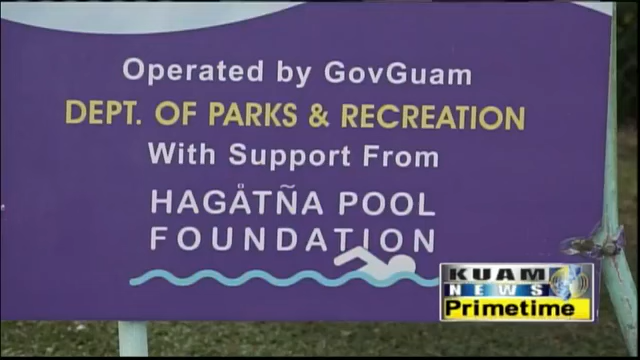 Operated by GovGuam
DEPT. OF PARKS & RECREATION
With Support From
HAGÅTÑA POOL
FOUNDATION
KUAM
NEWS
Primetime